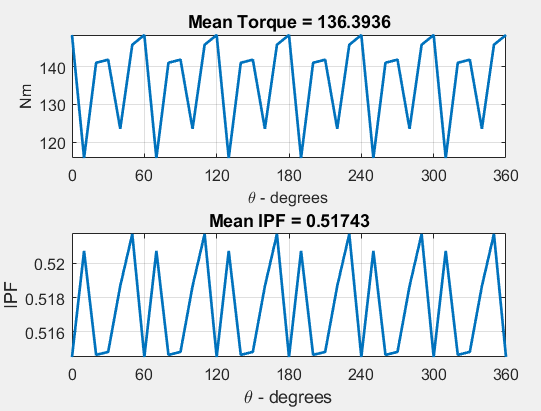 Mean Torque = 136.3936
140
130
120
Nm
0 60 120 180 240 300 360
θ - degrees
Mean IPF = 0.51743
0.52
0.518
0.516
IPF
0 60 120 180 240 300 360
θ - degrees